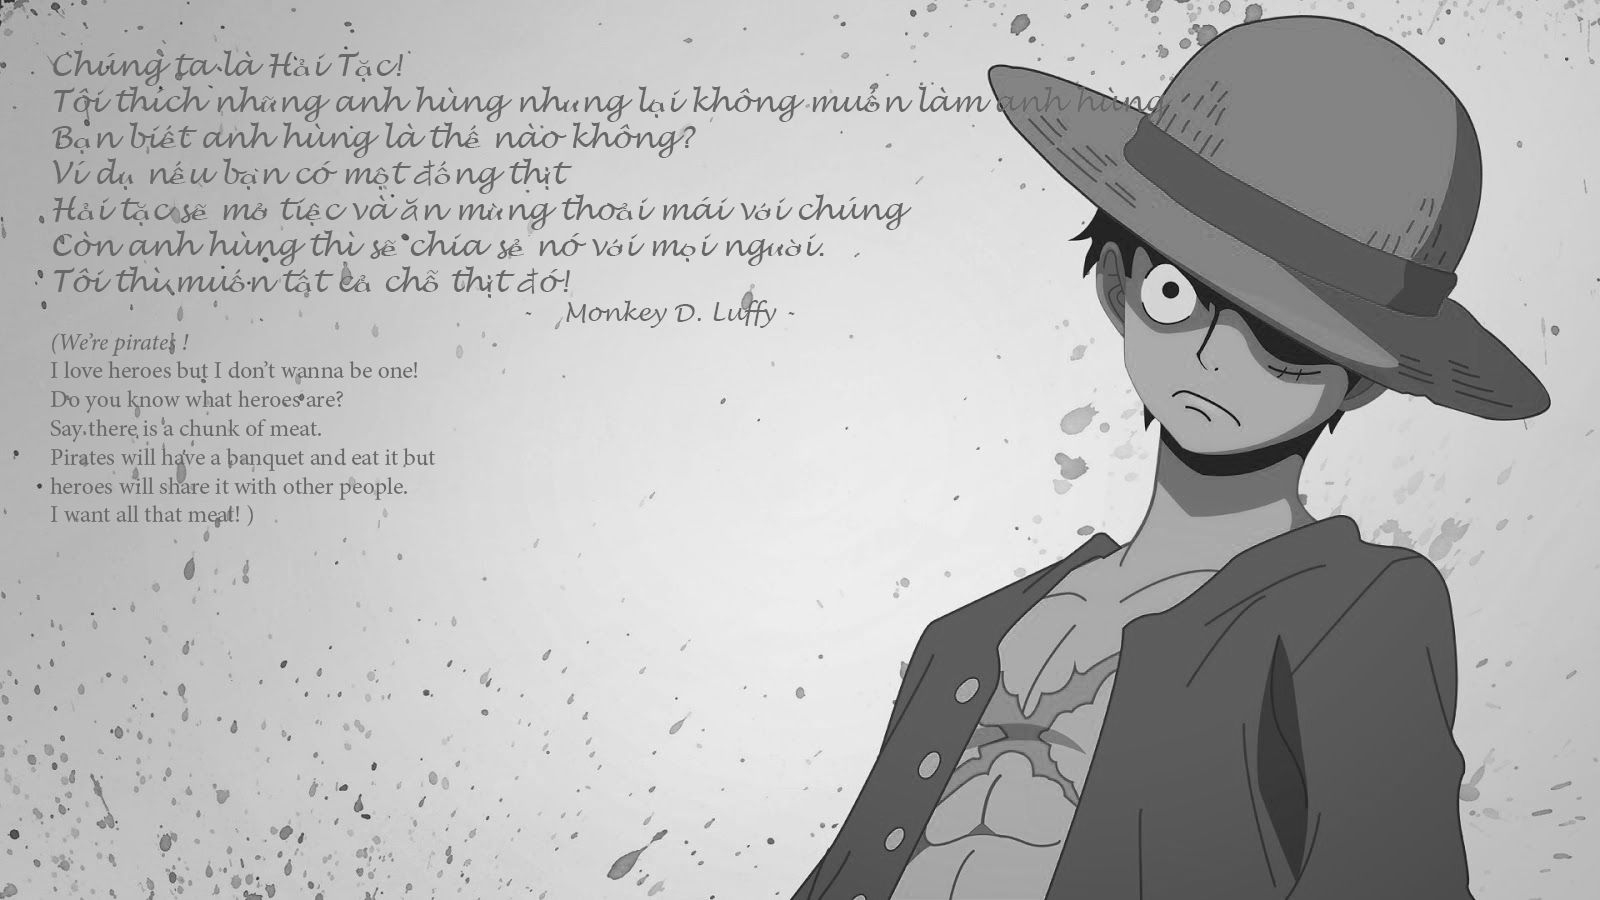 Chúng ta là Hải Tặc!
Tôi thích những anh hùng nhưng lại không muốn làm anh hùng
Bạn biết anh hùng là thế nào không?
Ví dụ nếu bạn có một đống thịt
Hải tặc sẽ mở tiệc và ăn mừng thoải mái với chúng
Còn anh hùng thì sẽ chia sẻ nó với mọi người.
Tôi thì muốn tất cả chỗ thịt đó!
- Monkey D. Luffy -
(We're pirates !
I love heroes but I don't wanna be one!
Do you know what heroes are?
Say there is a chunk of meat.
Pirates will have a banquet and eat it but
heroes will share it with other people.
I want all that meat! )